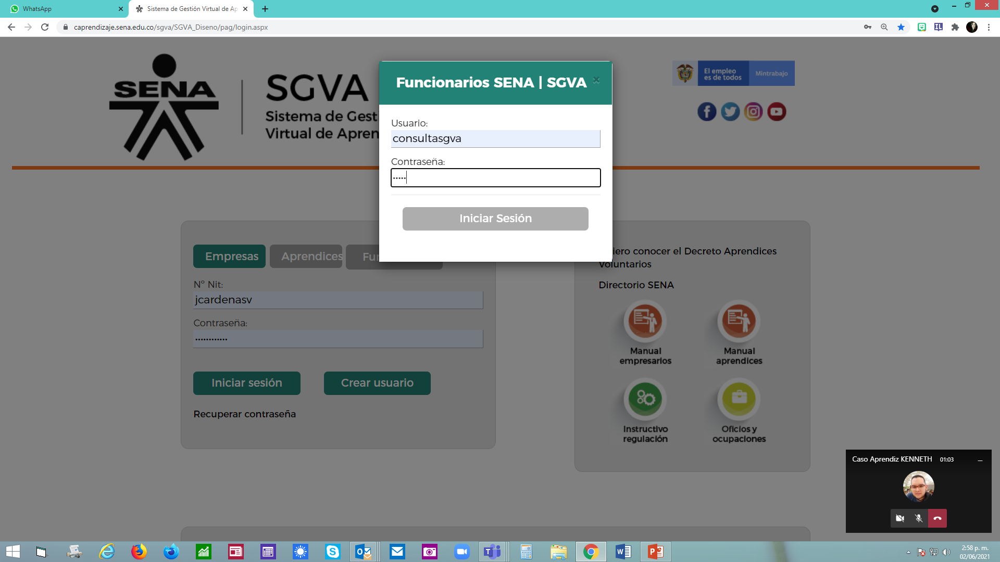 WhatsApp
Sistema de Gestión Virtual de Ap
caprendizaje.sena.edu.co/sgva/SGVA_Diseno/pag/login.aspx
IL
SENA
SGVA
Sistema de Gest
Virtual de Apren
El empleo
es de todos
Mintrabajo
Funcionarios SENA | SGVA
Usuario:
consultasgva
Contraseña:
•••••
Iniciar Sesión
Empresas
Aprendices
Fu
N° Nit:
jcardenasv
Contraseña:
••••••••••••
Iniciar sesión
Crear usuario
Recuperar contraseña
iero conocer el Decreto Aprendices
Voluntarios
Directorio SENA
Manual
empresarios
Manual
aprendices
Instructivo
regulación
Oficios y
ocupaciones
Caso Aprendiz KENNETH 01:03
2:58 p. m.
02/06/2021